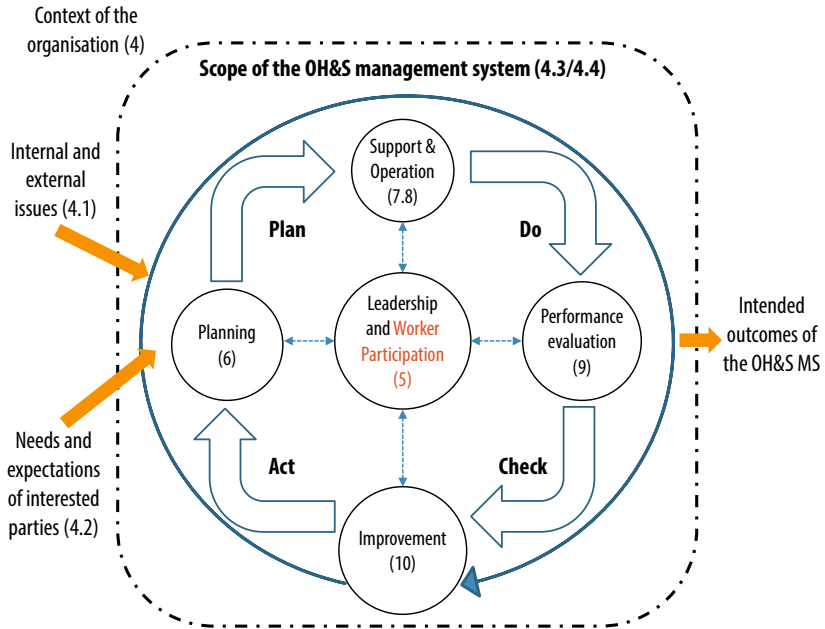 Context of the
organisation (4)
Scope of the OH&S management system (4.3/4.4)
Internal and
external
issues (4.1)
Support &
Operation
(7.8)
Plan
Do
Planning
(6)
Leadership
and Worker
Participation
(5)
Performance
evaluation
(9)
Intended
outcomes of
the OH&S MS
Needs and
expectations
of interested
parties (4.2)
Act
Check
Improvement
(10)